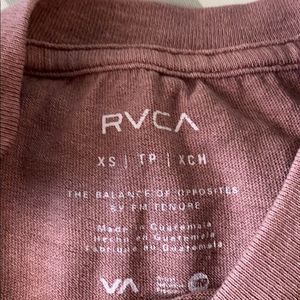 RVCA
XS | TP | XCH
THE BALANCE OF OPPOSITES
BY PM TENORE
Made in Guatemala
Hecho en Guatemala
Fabriqué au Guatemala
VA